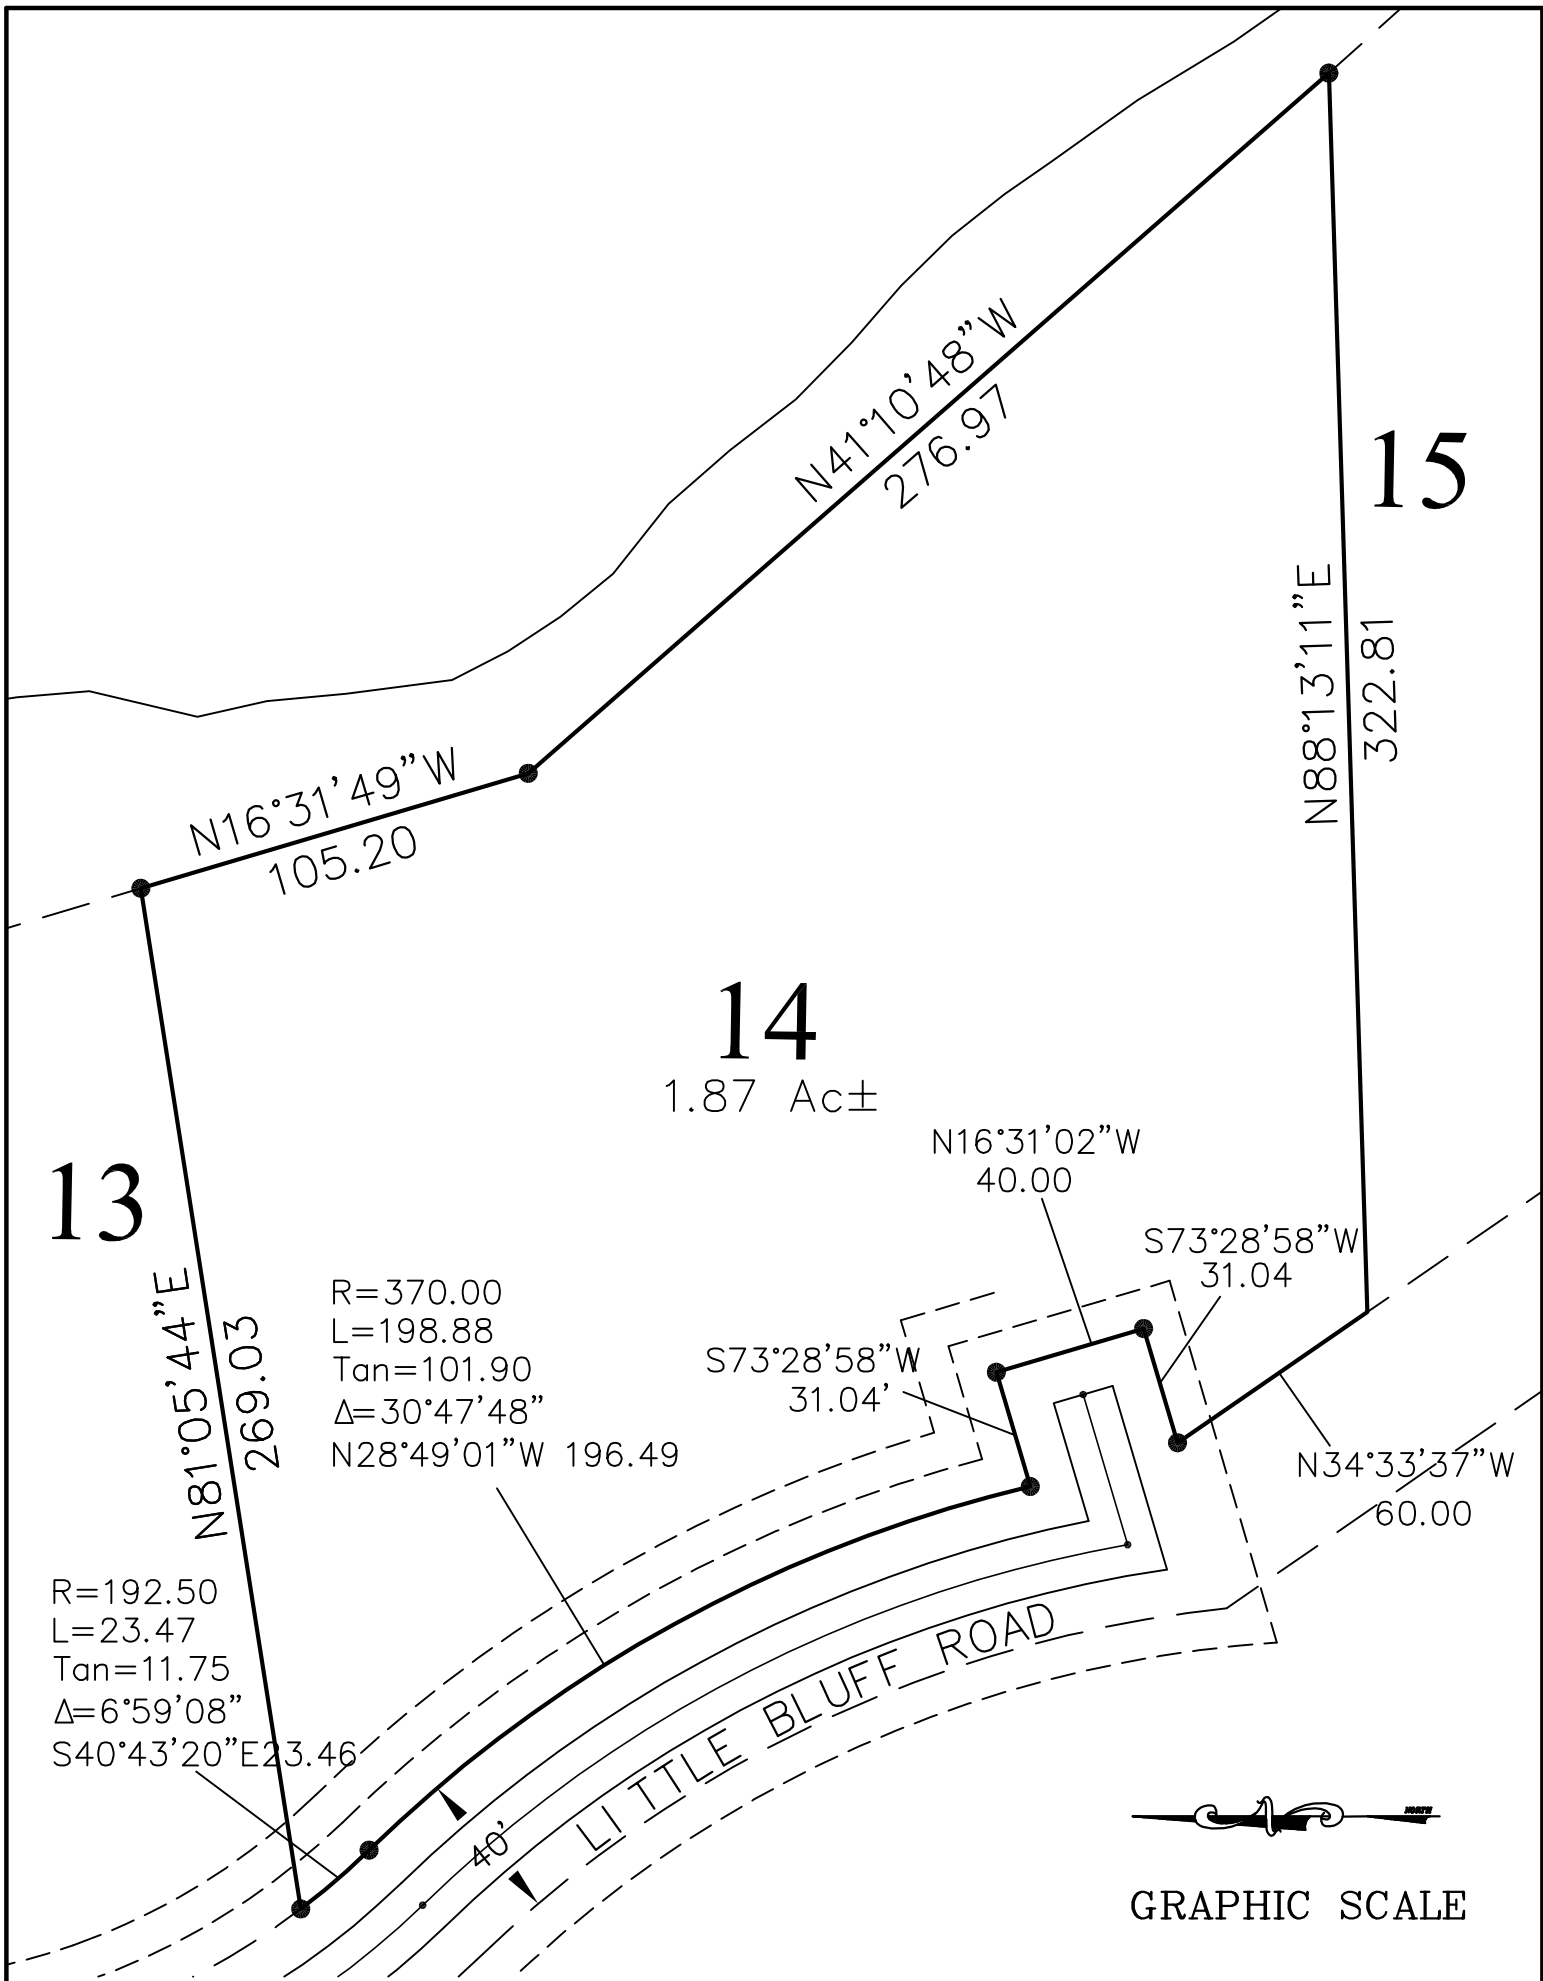 N41°10'48"W
276.97
15
N88°13'11"E
322.81
N16°31'49"W
105.20
14
1.87 Ac±
13
N16°31'02"W
40.00
S73°28'58"W
31.04
S73°28'58"W
31.04'
N34°33'37"W
60.00
R=370.00
L=198.88
Tan=101.90
Δ=30°47'48"
N28°49'01"W 196.49
N81°05'44"E
269.03
R=192.50
L=23.47
Tan=11.75
Δ=6°59'08"
S40°43'20"E23.46
40'
LITTLE BLUFF ROAD
NORTH
GRAPHIC SCALE